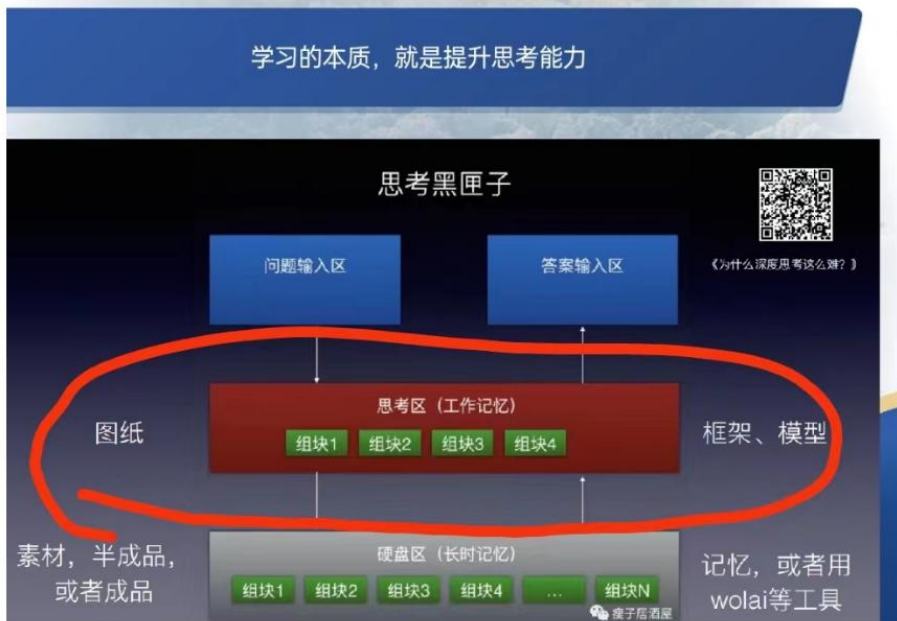 学习的本质，就是提升思考能力
思考黑匣子
问题输入区
答案输入区
《为什么深度思考这么难？》
思考区（工作记忆）
图纸
组块1 组块2 组块3 组块4
框架、模型
素材，半成品，
或者成品
硬盘区（长时记忆）
组块1 组块2 组块3 组块4 … 组块N
记忆，或者用
wolai等工具
瘦子居酒屋